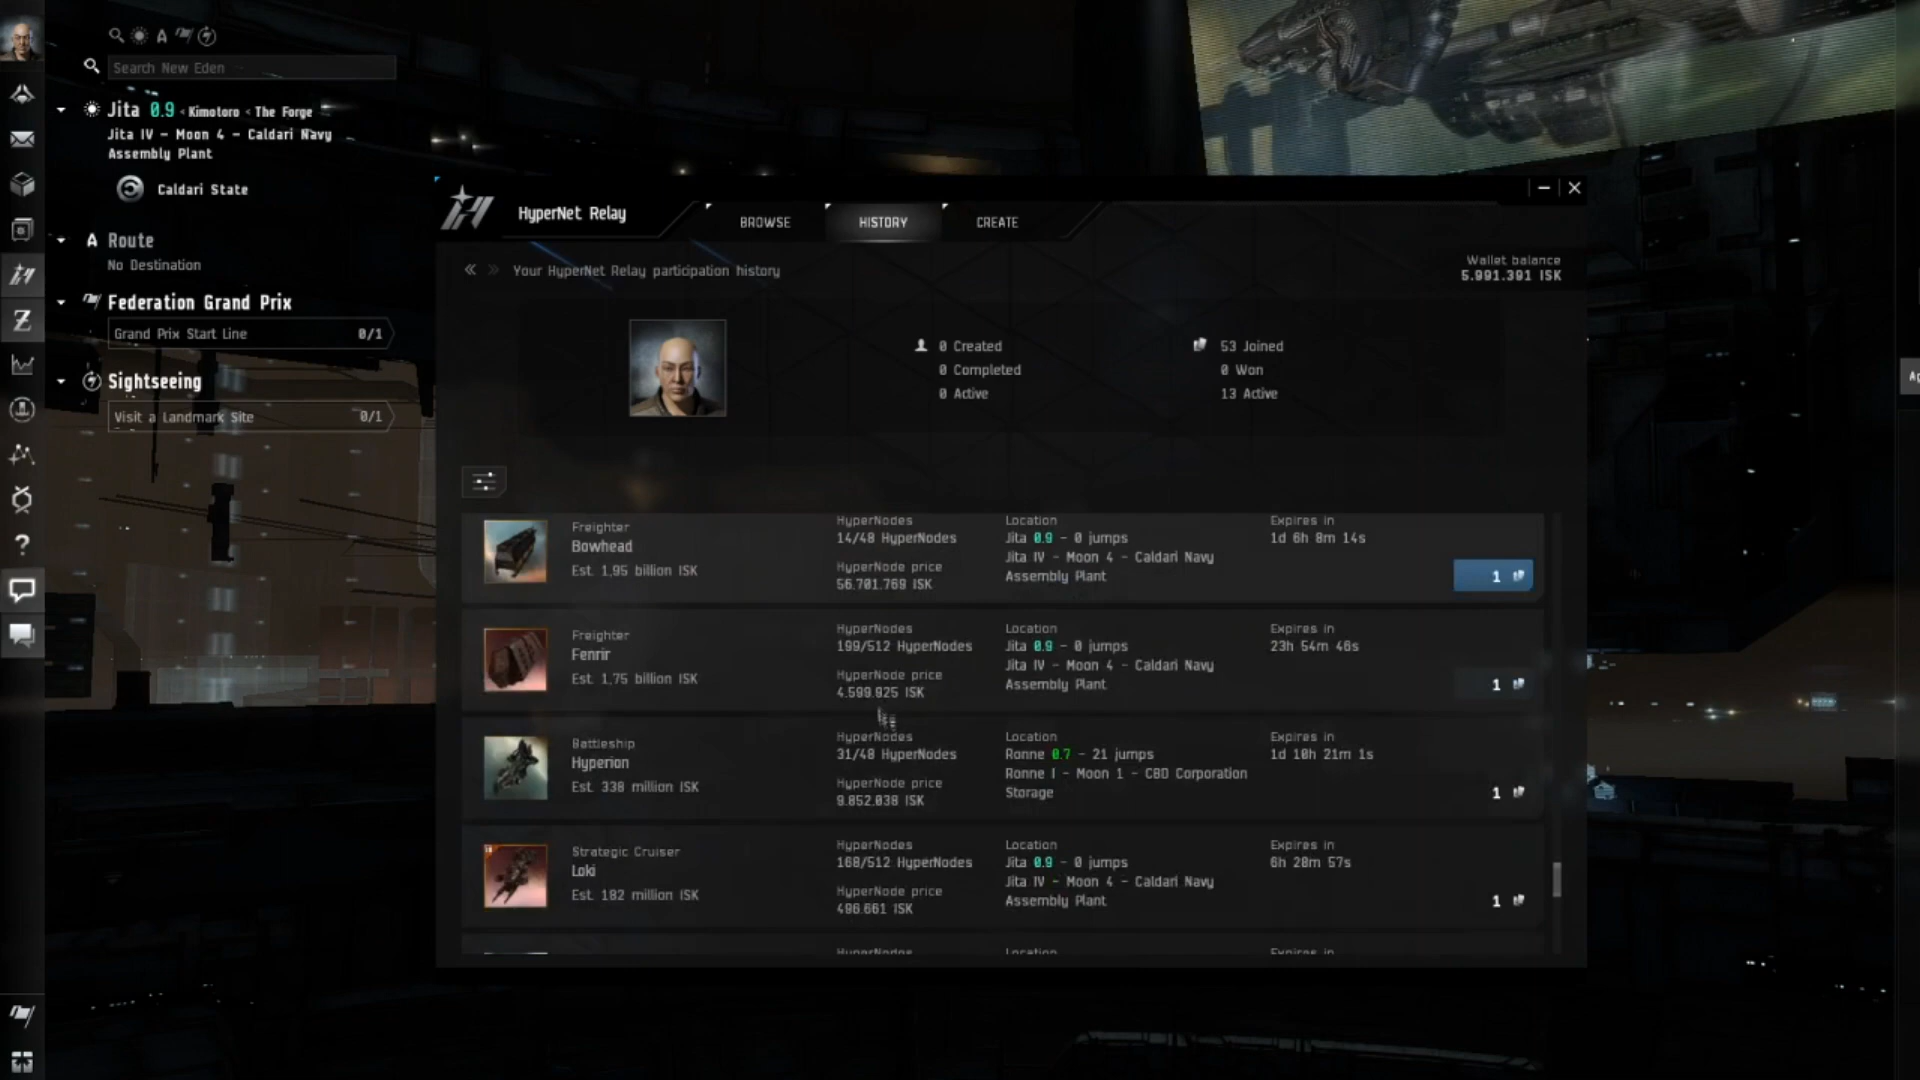 Search New Eden
Jita 0.9 < Kimotoro < The Forge
Jita IV - Moon 4 - Caldari Navy
Assembly Plant
Caldari State
Route
No Destination
Federation Grand Prix
Grand Prix Start Line 0/1
Sightseeing
Visit a Landmark Site 0/1
HyperNet Relay
BROWSE
HISTORY
CREATE
Your HyperNet Relay participation history
Wallet balance
5.991.391 ISK
0 Created
0 Completed
0 Active
53 Joined
0 Won
13 Active
Freighter
Bowhead
Est. 1,95 billion ISK
HyperNodes
14/48 HyperNodes
HyperNode price
56.701.769 ISK
Location
Jita 0.9 - 0 jumps
Jita IV - Moon 4 - Caldari Navy
Assembly Plant
Expires in
1d 6h 8m 14s
1
Freighter
Fenrir
Est. 1,75 billion ISK
HyperNodes
199/512 HyperNodes
HyperNode price
4.599.925 ISK
Location
Jita 0.9 - 0 jumps
Jita IV - Moon 4 - Caldari Navy
Assembly Plant
Expires in
23h 54m 46s
1
Battleship
Hyperion
Est. 338 million ISK
HyperNodes
31/48 HyperNodes
HyperNode price
9.852.038 ISK
Location
Ronne 0.7 - 21 jumps
Ronne I - Moon 1 - CBD Corporation
Storage
Expires in
1d 10h 21m 1s
1
Strategic Cruiser
Loki
Est. 182 million ISK
HyperNodes
168/512 HyperNodes
HyperNode price
496.661 ISK
Location
Jita 0.9 - 0 jumps
Jita IV - Moon 4 - Caldari Navy
Assembly Plant
Expires in
6h 20m 57s
1
HyperNodes
Location
Expires in